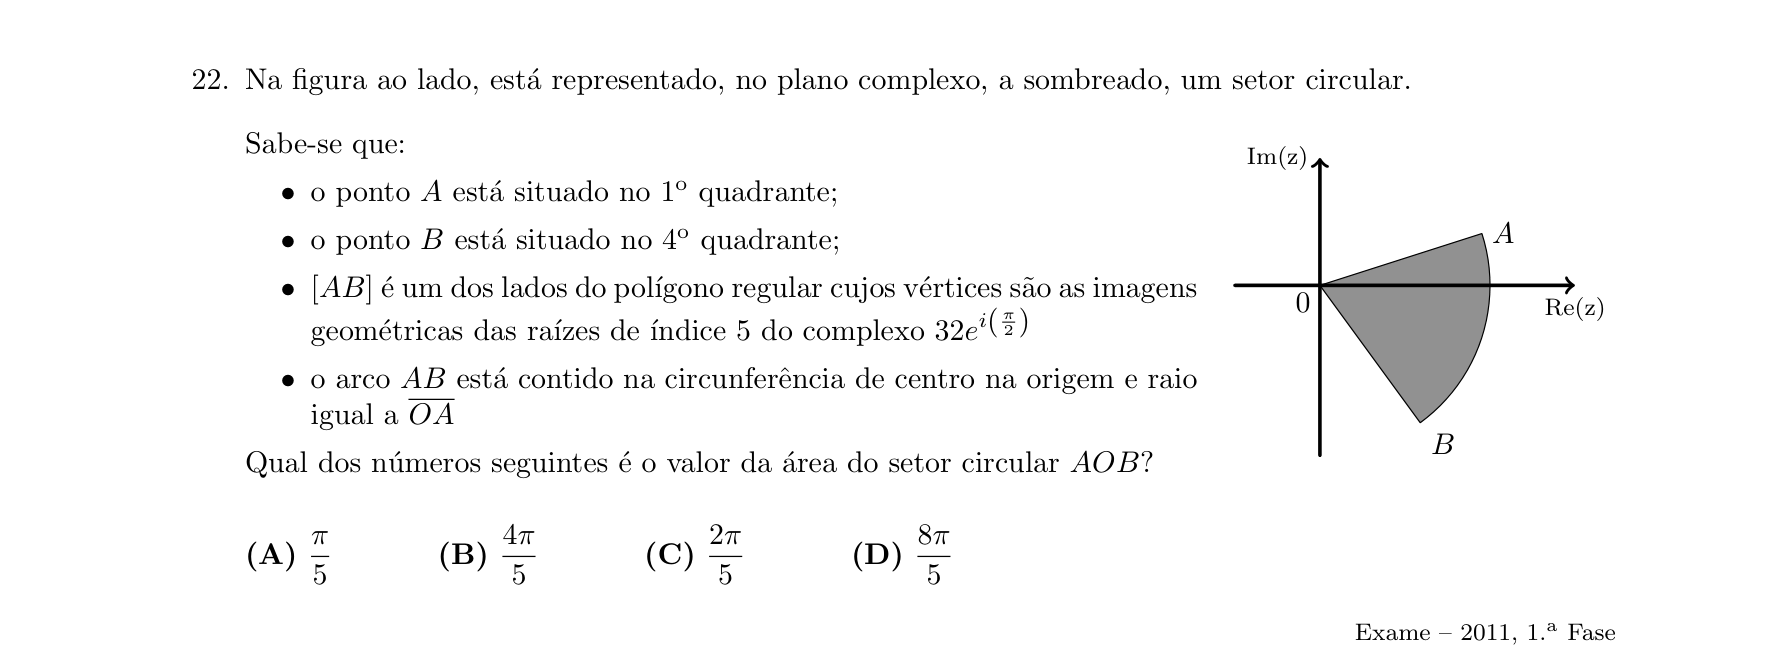 22. Na figura ao lado, está representado, no plano complexo, a sombreado, um setor circular.
Sabe-se que:
• o ponto A está situado no 1º quadrante;
• o ponto B está situado no 4º quadrante;
• [AB] é um dos lados do polígono regular cujos vértices são as imagens
geométricas das raízes de índice 5 do complexo $32e^{i\left(\frac{\pi}{2}\right)}$
• o arco AB está contido na circunferência de centro na origem e raio
igual a $\overline{OA}$
Im(z)
A
0
Re(z)
B
Qual dos números seguintes é o valor da área do setor circular AOB?
(A) $\frac{\pi}{5}$ (B) $\frac{4\pi}{5}$ (C) $\frac{2\pi}{5}$ (D) $\frac{8\pi}{5}$
Exame – 2011, 1.ª Fase